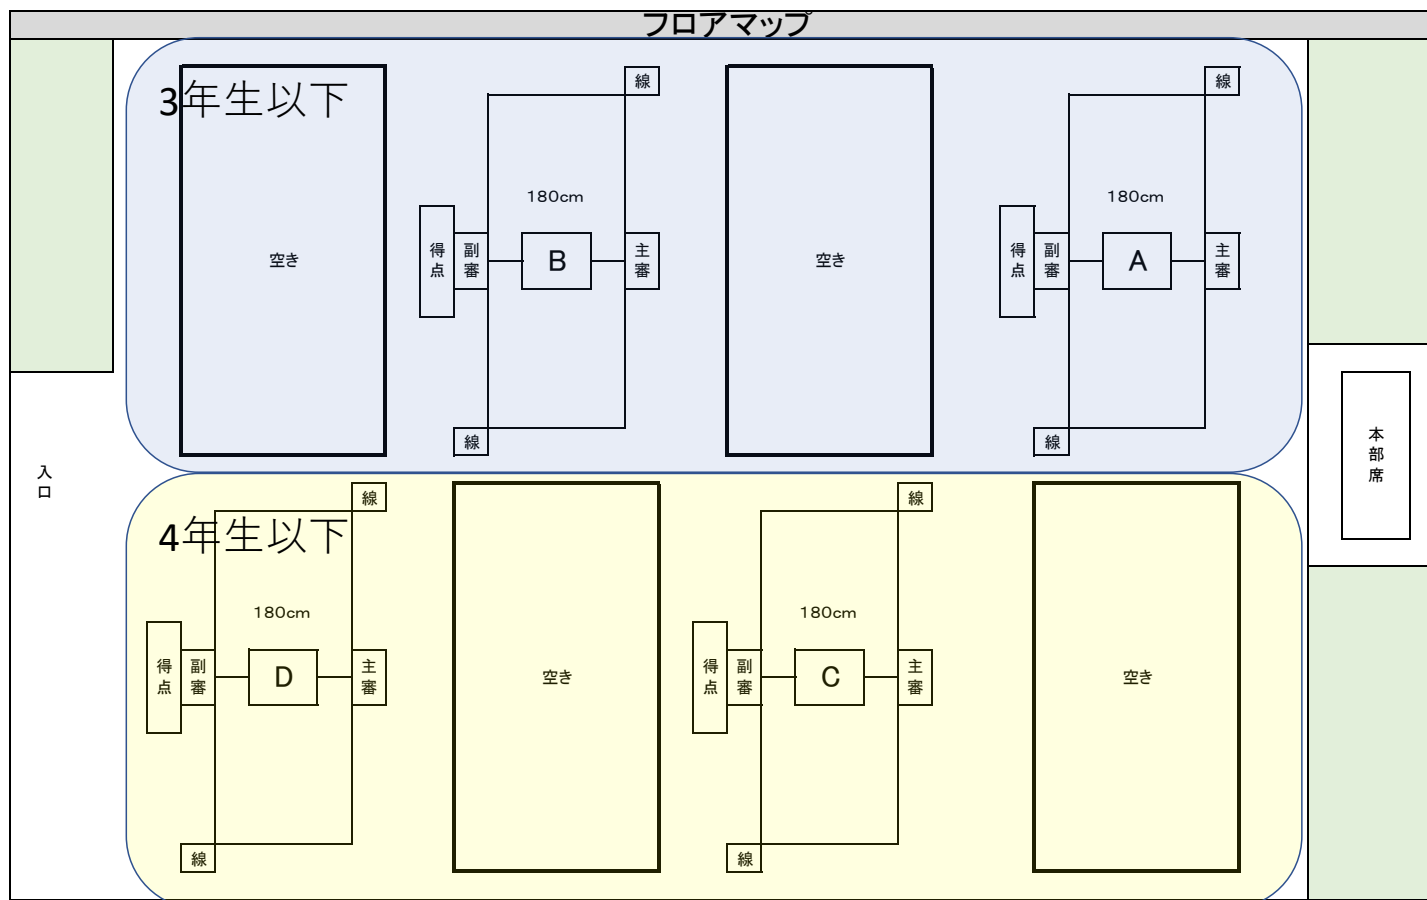 フロアマップ
3年生以下
線
線
180cm
180cm
空き
得点
副審
B
主審
空き
得点
副審
A
主審
線
線
入口
本部席
4年生以下
線
線
180cm
180cm
得点
副審
D
主審
空き
得点
副審
C
主審
空き
線
線